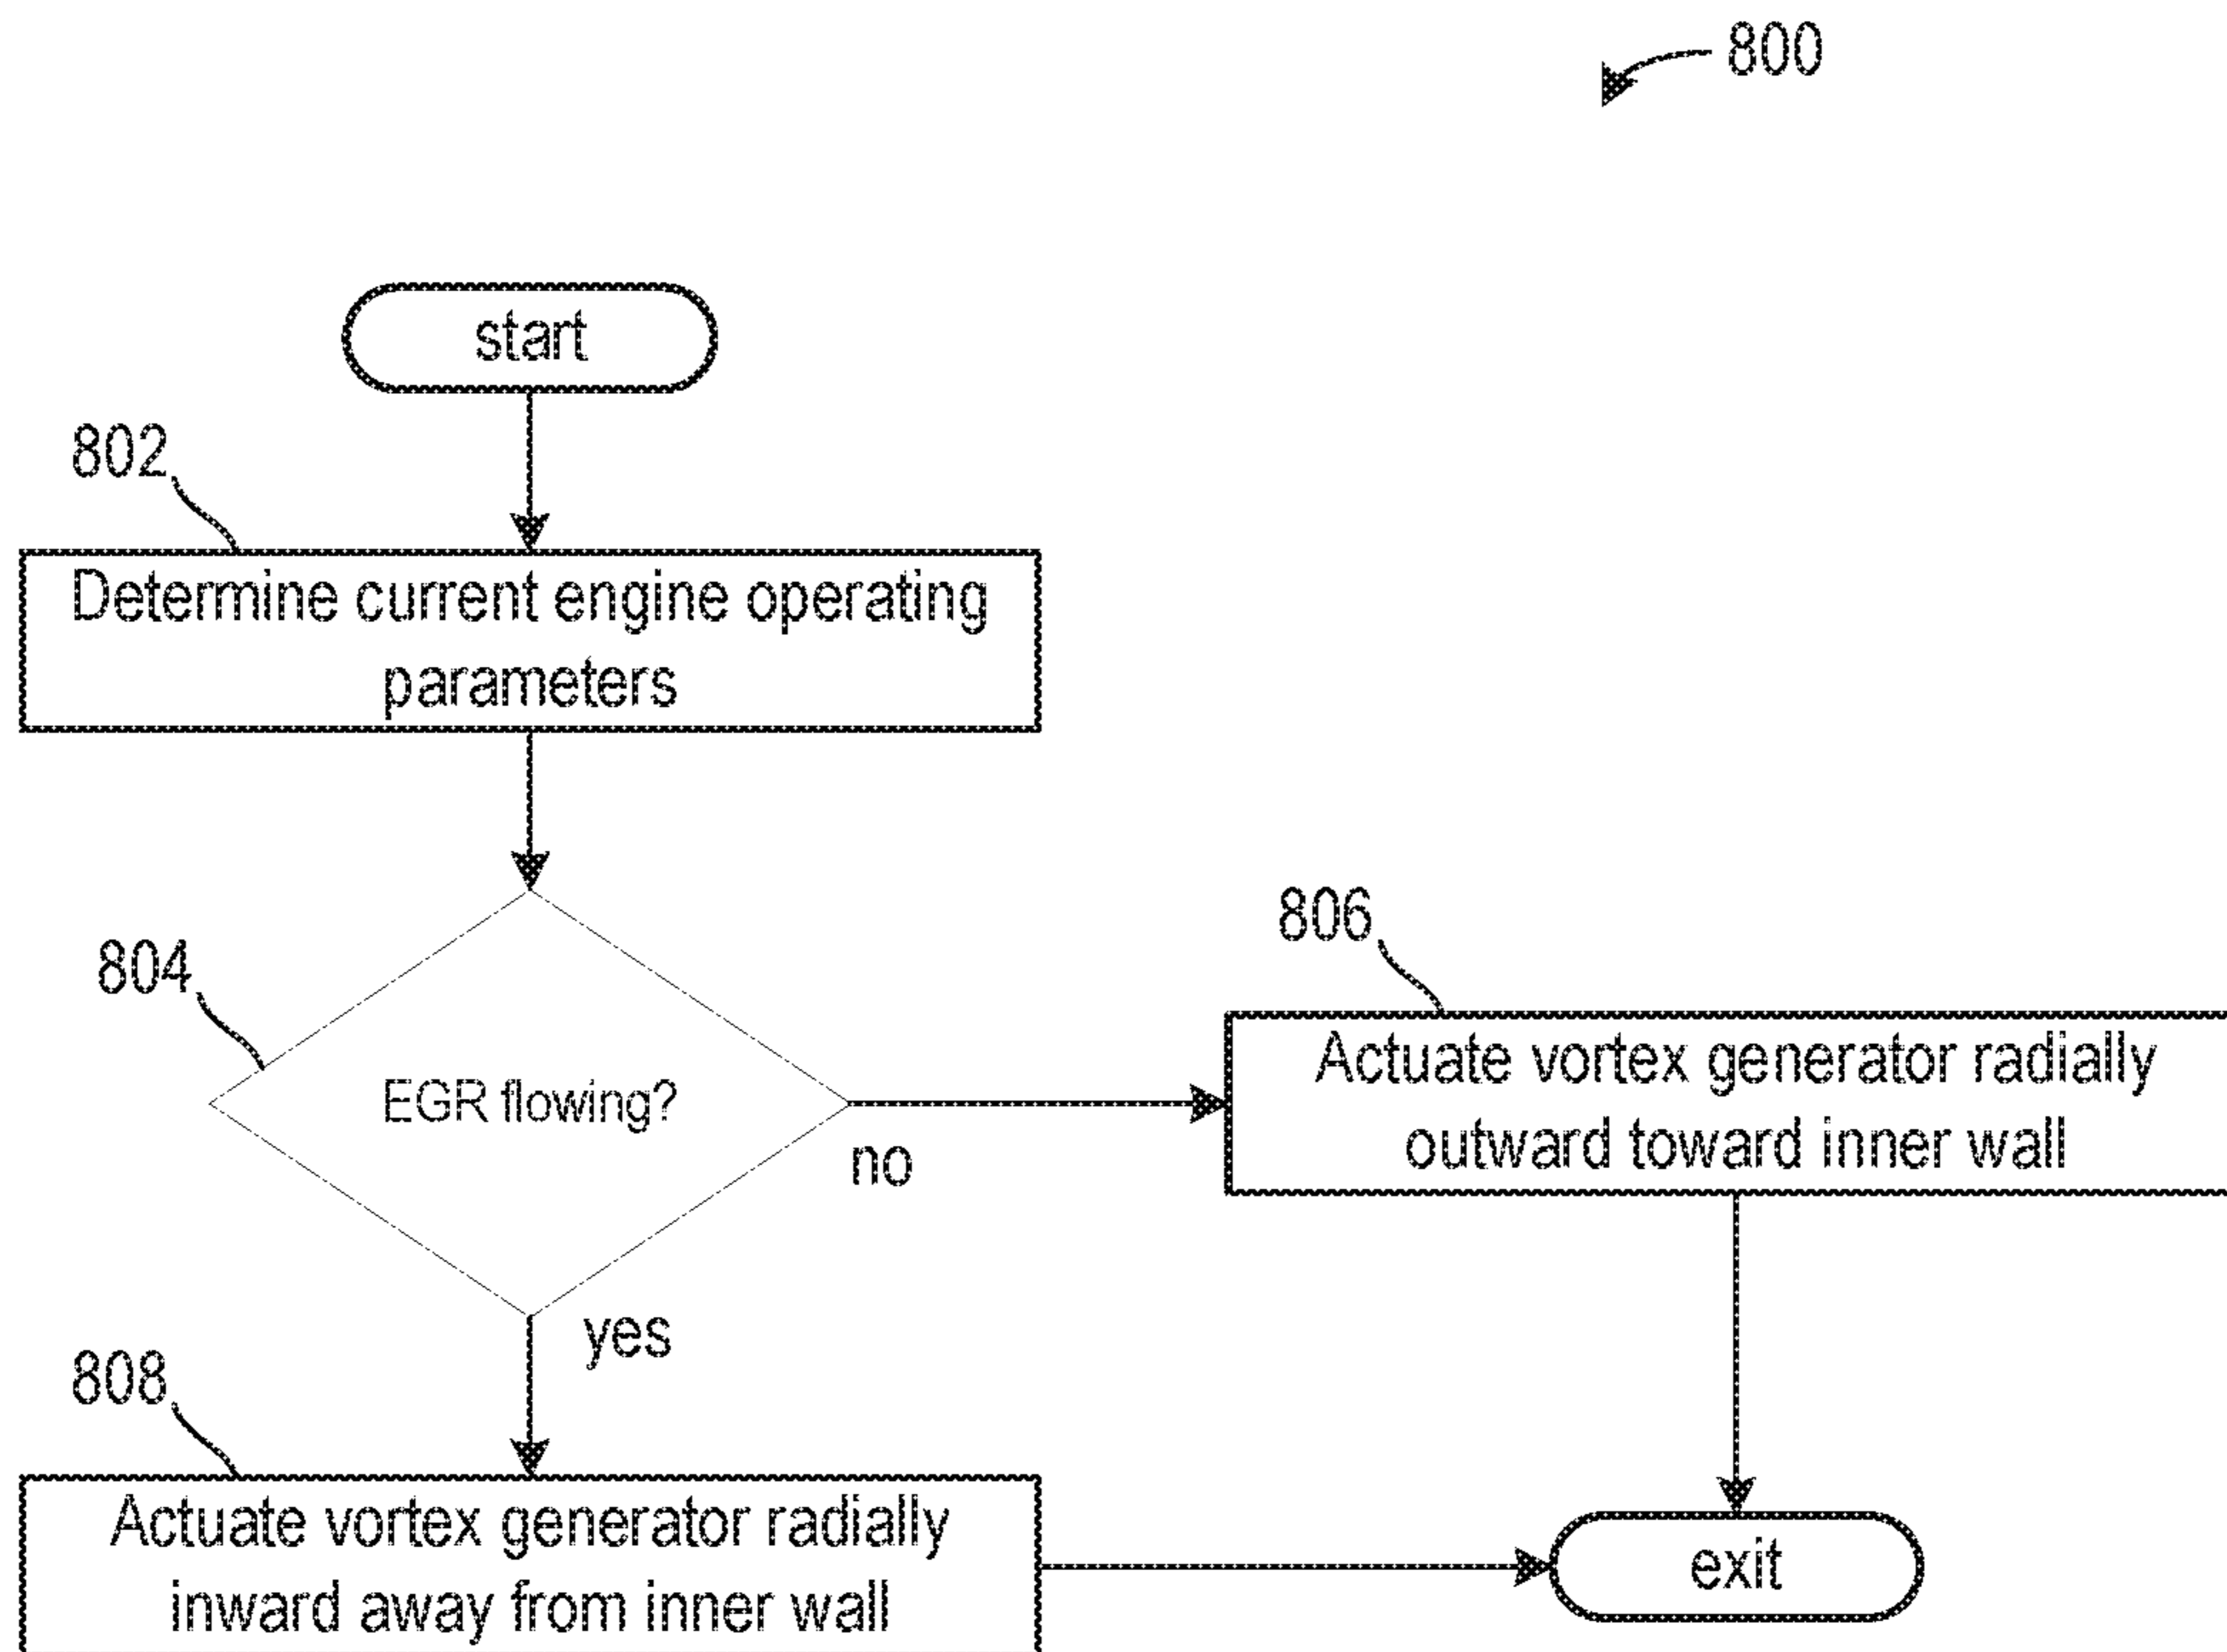 800
start
802
Determine current engine operating
parameters
804
EGR flowing?
no
806
Actuate vortex generator radially
outward toward inner wall
yes
808
Actuate vortex generator radially
inward away from inner wall
exit